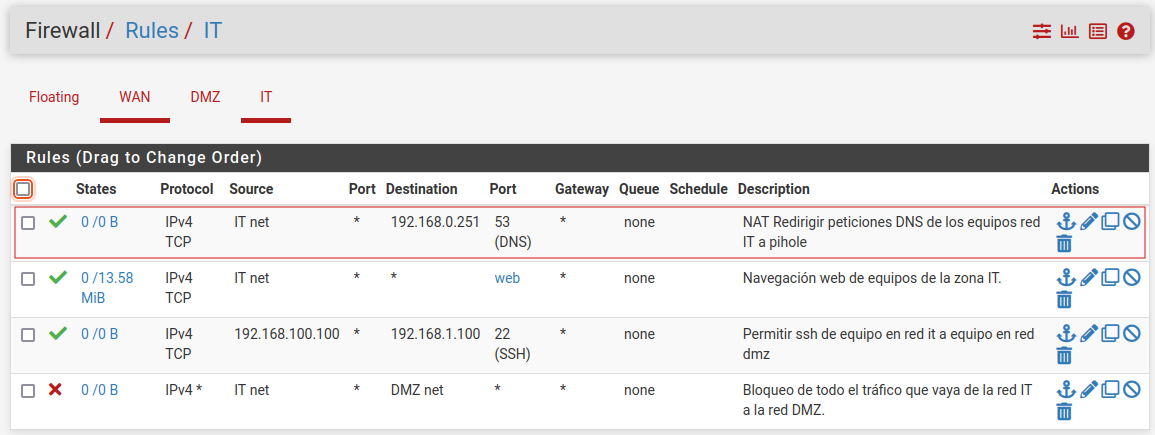 Firewall / Rules / IT
Floating WAN DMZ IT
Rules (Drag to Change Order)
States Protocol Source Port Destination Port Gateway Queue Schedule Description Actions
0 /0 B IPv4 IT net * 192.168.0.251 53 * none NAT Redirigir peticiones DNS de los equipos red
TCP (DNS) IT a pihole
0 /13.58 IPv4 IT net * * web * none Navegación web de equipos de la zona IT.
MiB TCP
0 /0 B IPv4 192.168.100.100 * 192.168.1.100 22 * none Permitir ssh de equipo en red it a equipo en red
TCP (SSH) dmz
0 /0 B IPv4 * IT net * DMZ net * * none Bloqueo de todo el tráfico que vaya de la red IT
a la red DMZ.